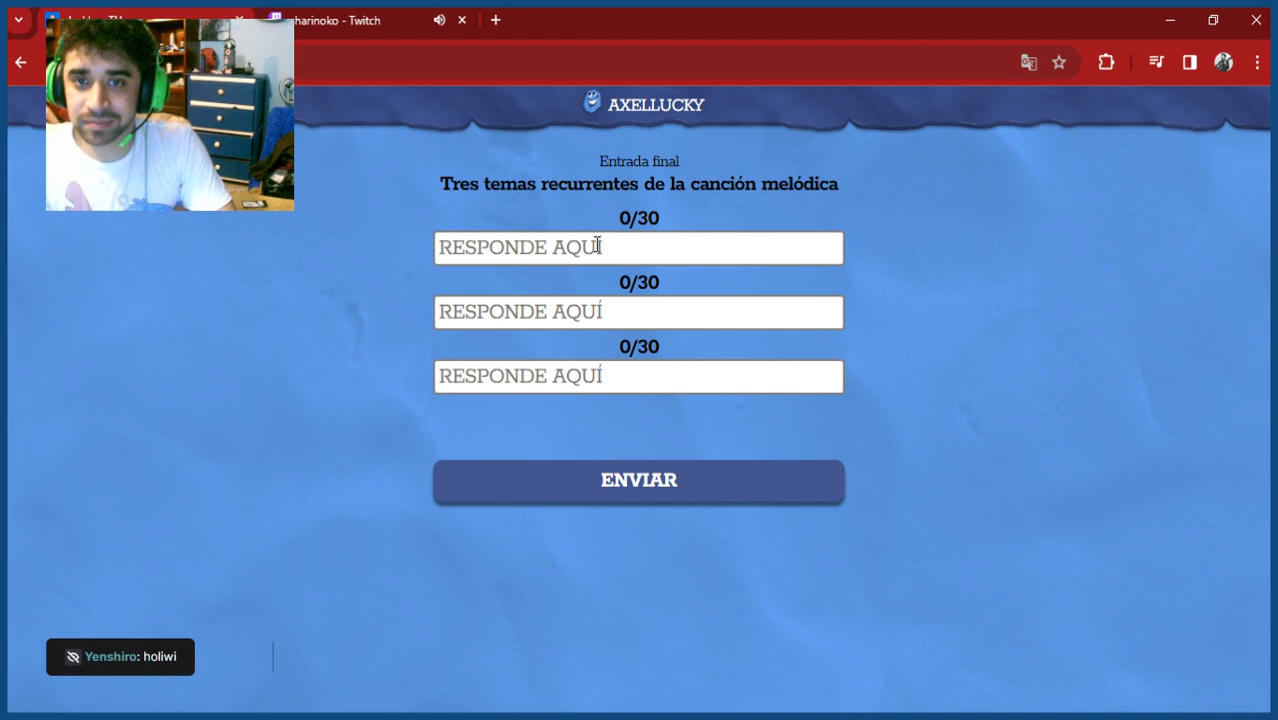 harinoko - Twitch
AXELLUCKY
Entrada final
Tres temas recurrentes de la canción melódica
0/30
RESPONDE AQUÍ
0/30
RESPONDE AQUÍ
0/30
RESPONDE AQUÍ
ENVIAR
Yenshiro: holiwi